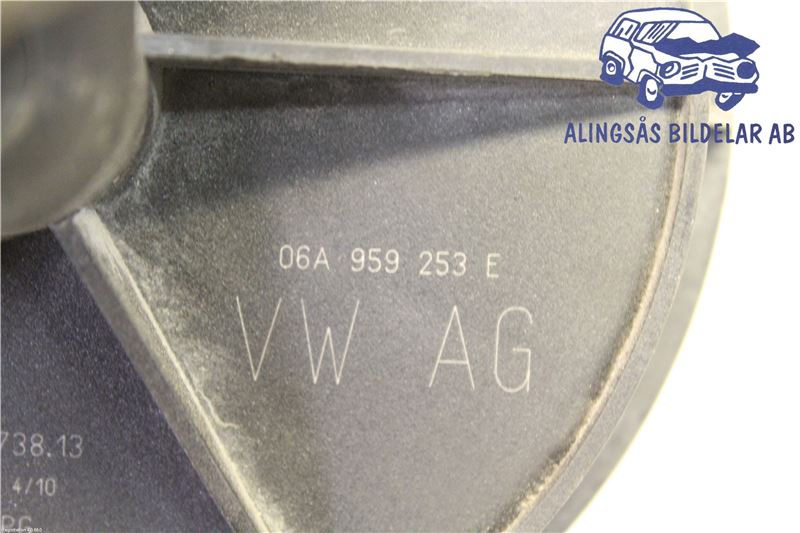 ALINGSÅS BILDELAR AB
06A 959 253 E
VW AG
738.13
4/10